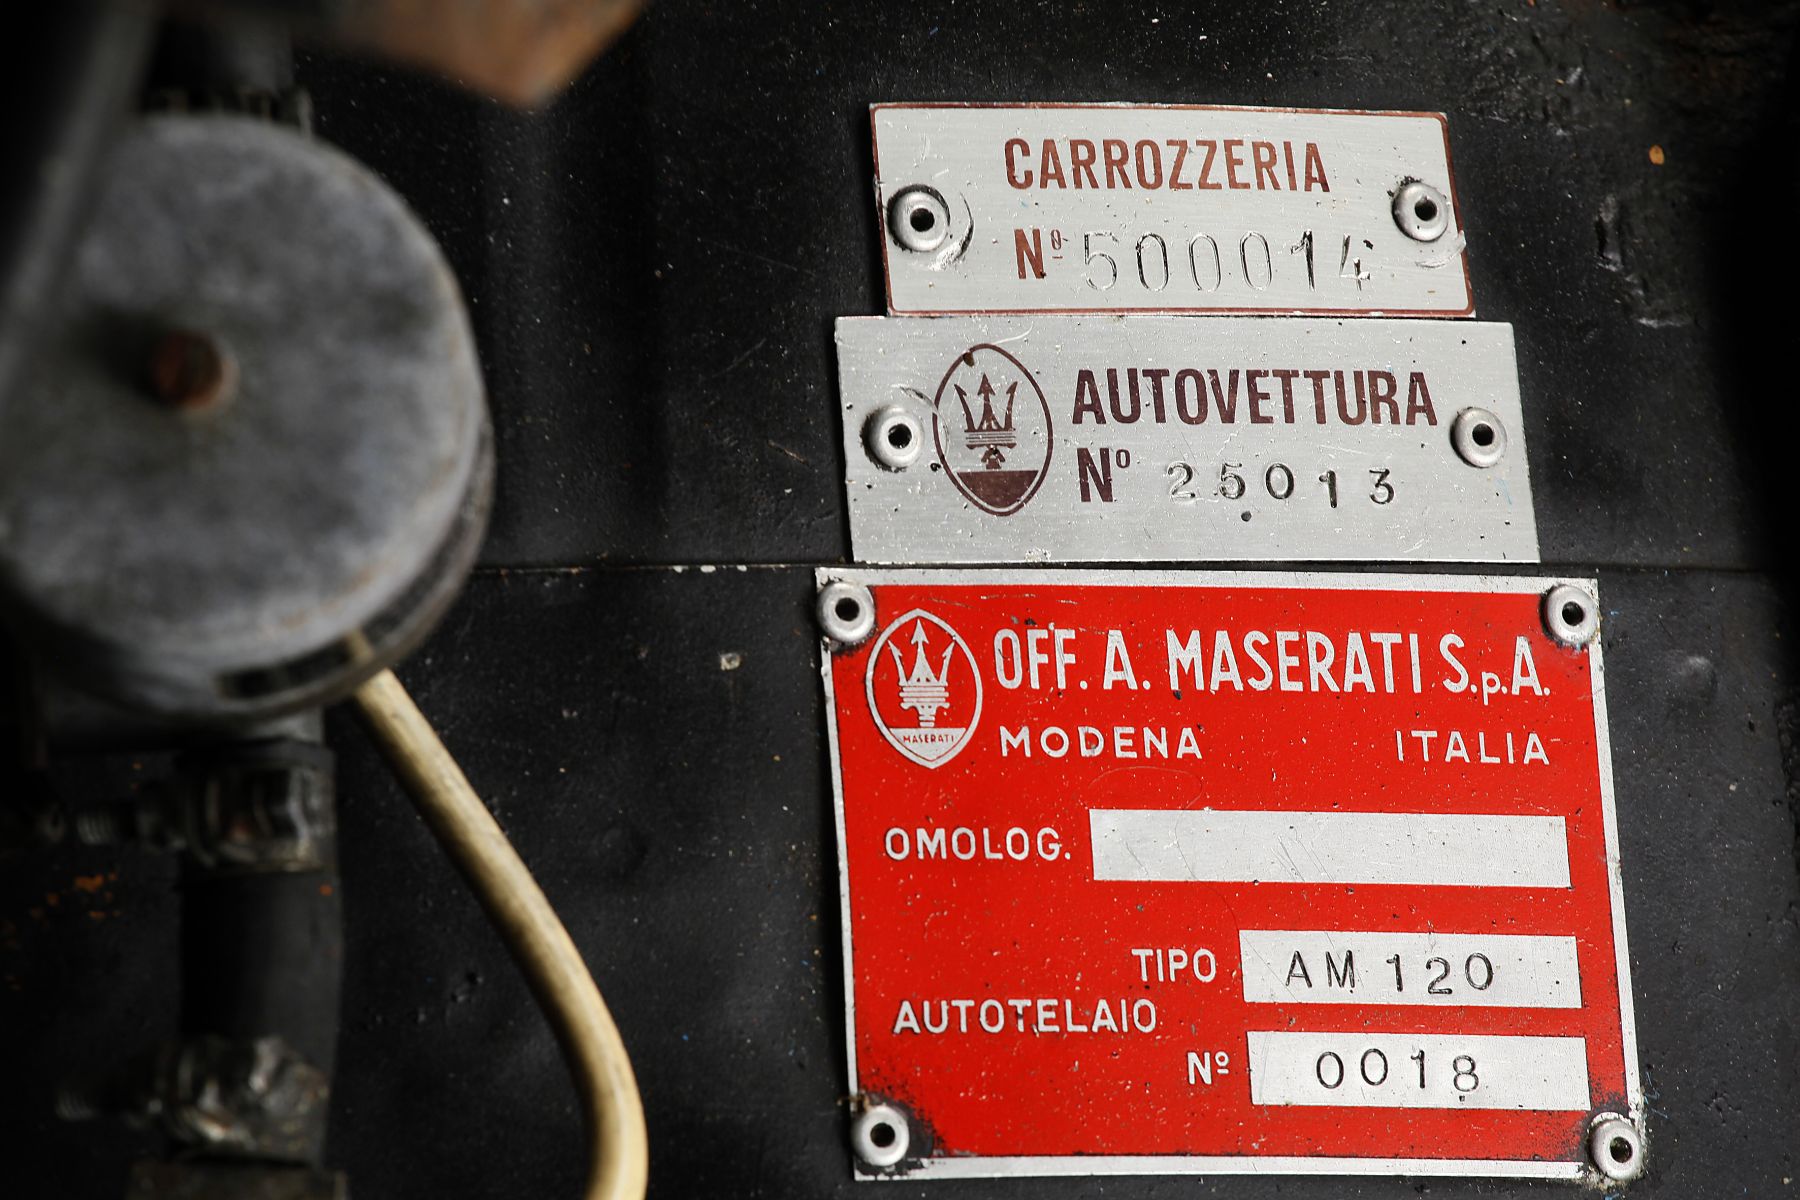 CARROZZERIA
Nº 500014
AUTOVETTURA
Nº 25013
OFF. A. MASERATI S.p.A.
MASERATI
MODENA ITALIA
OMOLOG.
TIPO AM 120
AUTOTELAIO
Nº 0018